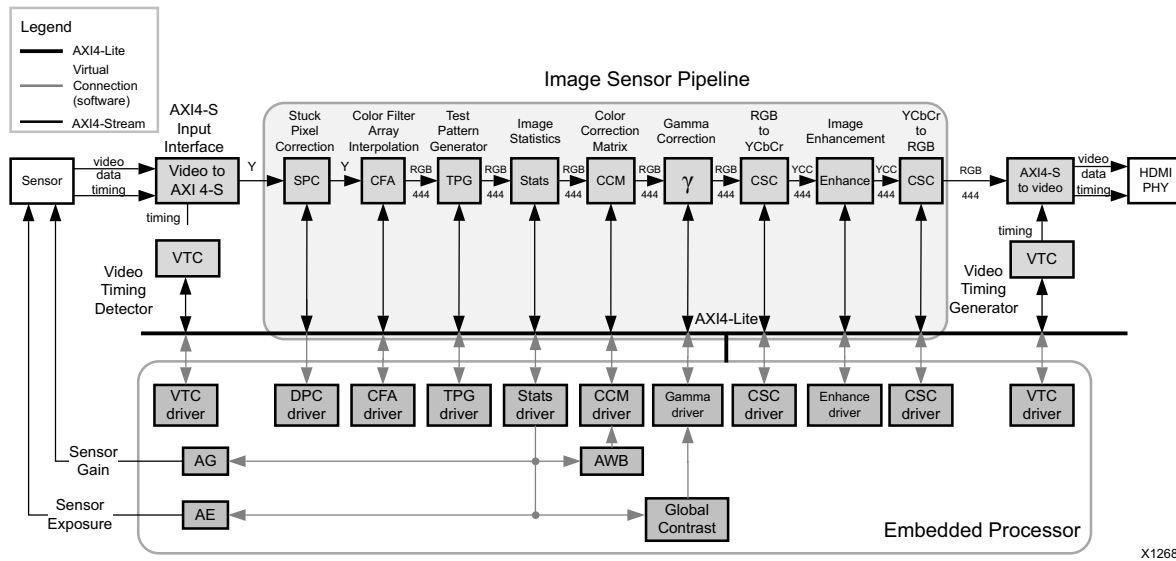 Legend
AXI4-Lite
Virtual
Connection
(software)
AXI4-Stream
Image Sensor Pipeline
AXI4-S
Input
Interface
Stuck
Pixel
Correction
Color Filter
Array
Interpolation
Test
Pattern
Generator
Image
Statistics
Color
Correction
Matrix
Gamma
Correction
RGB
to
YCbCr
Image
Enhancement
YCbCr
to
RGB
Sensor
video
data
timing
Video to
AXI 4-S
Y
SPC
Y
CFA
RGB
444
TPG
RGB
444
Stats
RGB
444
CCM
RGB
444
γ
RGB
444
CSC
YCC
444
Enhance
YCC
444
CSC
RGB
444
AXI4-S
to video
video
data
timing
HDMI
PHY
timing
VTC
Video
Timing
Detector
timing
VTC
Video
Timing
Generator
AXI4-Lite
VTC
driver
DPC
driver
CFA
driver
TPG
driver
Stats
driver
CCM
driver
Gamma
driver
CSC
driver
Enhance
driver
CSC
driver
VTC
driver
Sensor
Gain
AG
AWB
Sensor
Exposure
AE
Global
Contrast
Embedded Processor
X1268